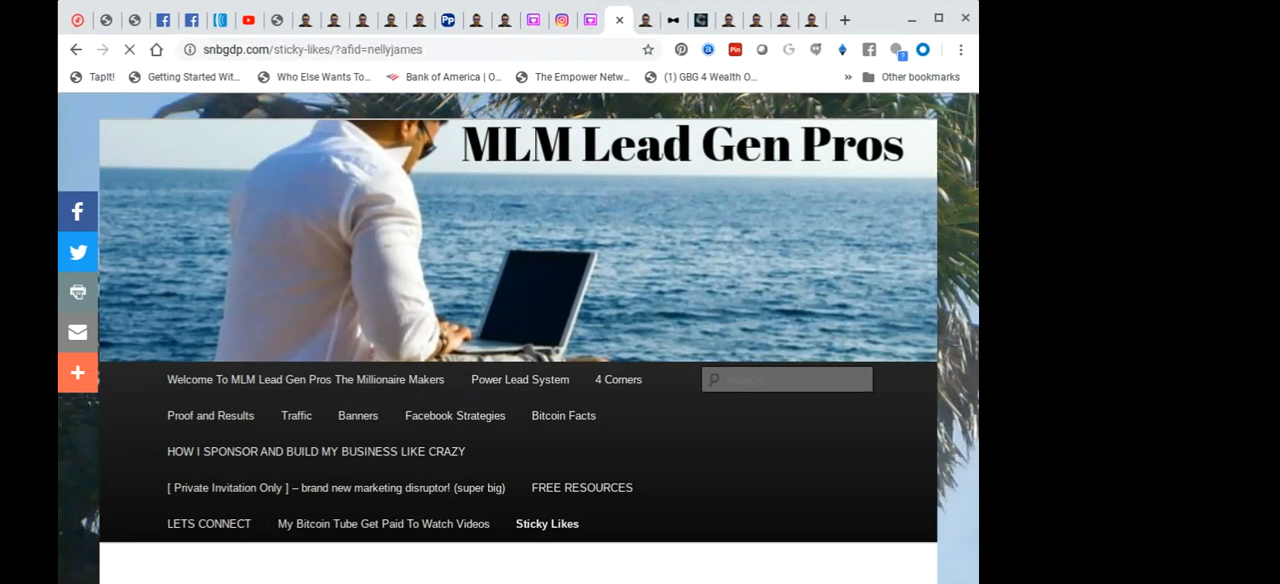 Pp
snbgdp.com/sticky-likes/?afid=nellyjames
Pin
TapIt! Getting Started Wit... Who Else Wants To... Bank of America | O... The Empower Netw... (1) GBG 4 Wealth O... » Other bookmarks
MLM Lead Gen Pros
Welcome To MLM Lead Gen Pros The Millionaire Makers Power Lead System 4 Corners Search
Proof and Results Traffic Banners Facebook Strategies Bitcoin Facts
HOW I SPONSOR AND BUILD MY BUSINESS LIKE CRAZY
[ Private Invitation Only ] – brand new marketing disruptor! (super big) FREE RESOURCES
LETS CONNECT My Bitcoin Tube Get Paid To Watch Videos Sticky Likes